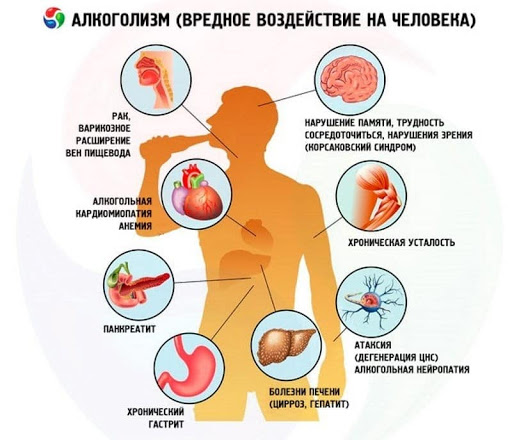 АЛКОГОЛИЗМ (ВРЕДНОЕ ВОЗДЕЙСТВИЕ НА ЧЕЛОВЕКА)
РАК,
ВАРИКОЗНОЕ
РАСШИРЕНИЕ
ВЕН ПИЩЕВОДА
НАРУШЕНИЕ ПАМЯТИ, ТРУДНОСТЬ
СОСРЕДОТОЧИТЬСЯ, НАРУШЕНИЯ ЗРЕНИЯ
(КОРСАКОВСКИЙ СИНДРОМ)
АЛКОГОЛЬНАЯ
КАРДИОМИОПАТИЯ
АНЕМИЯ
ХРОНИЧЕСКАЯ УСТАЛОСТЬ
ПАНКРЕАТИТ
АТАКСИЯ
(ДЕГЕНЕРАЦИЯ ЦНС)
АЛКОГОЛЬНАЯ НЕЙРОПАТИЯ
БОЛЕЗНИ ПЕЧЕНИ
(ЦИРРОЗ, ГЕПАТИТ)
ХРОНИЧЕСКИЙ
ГАСТРИТ